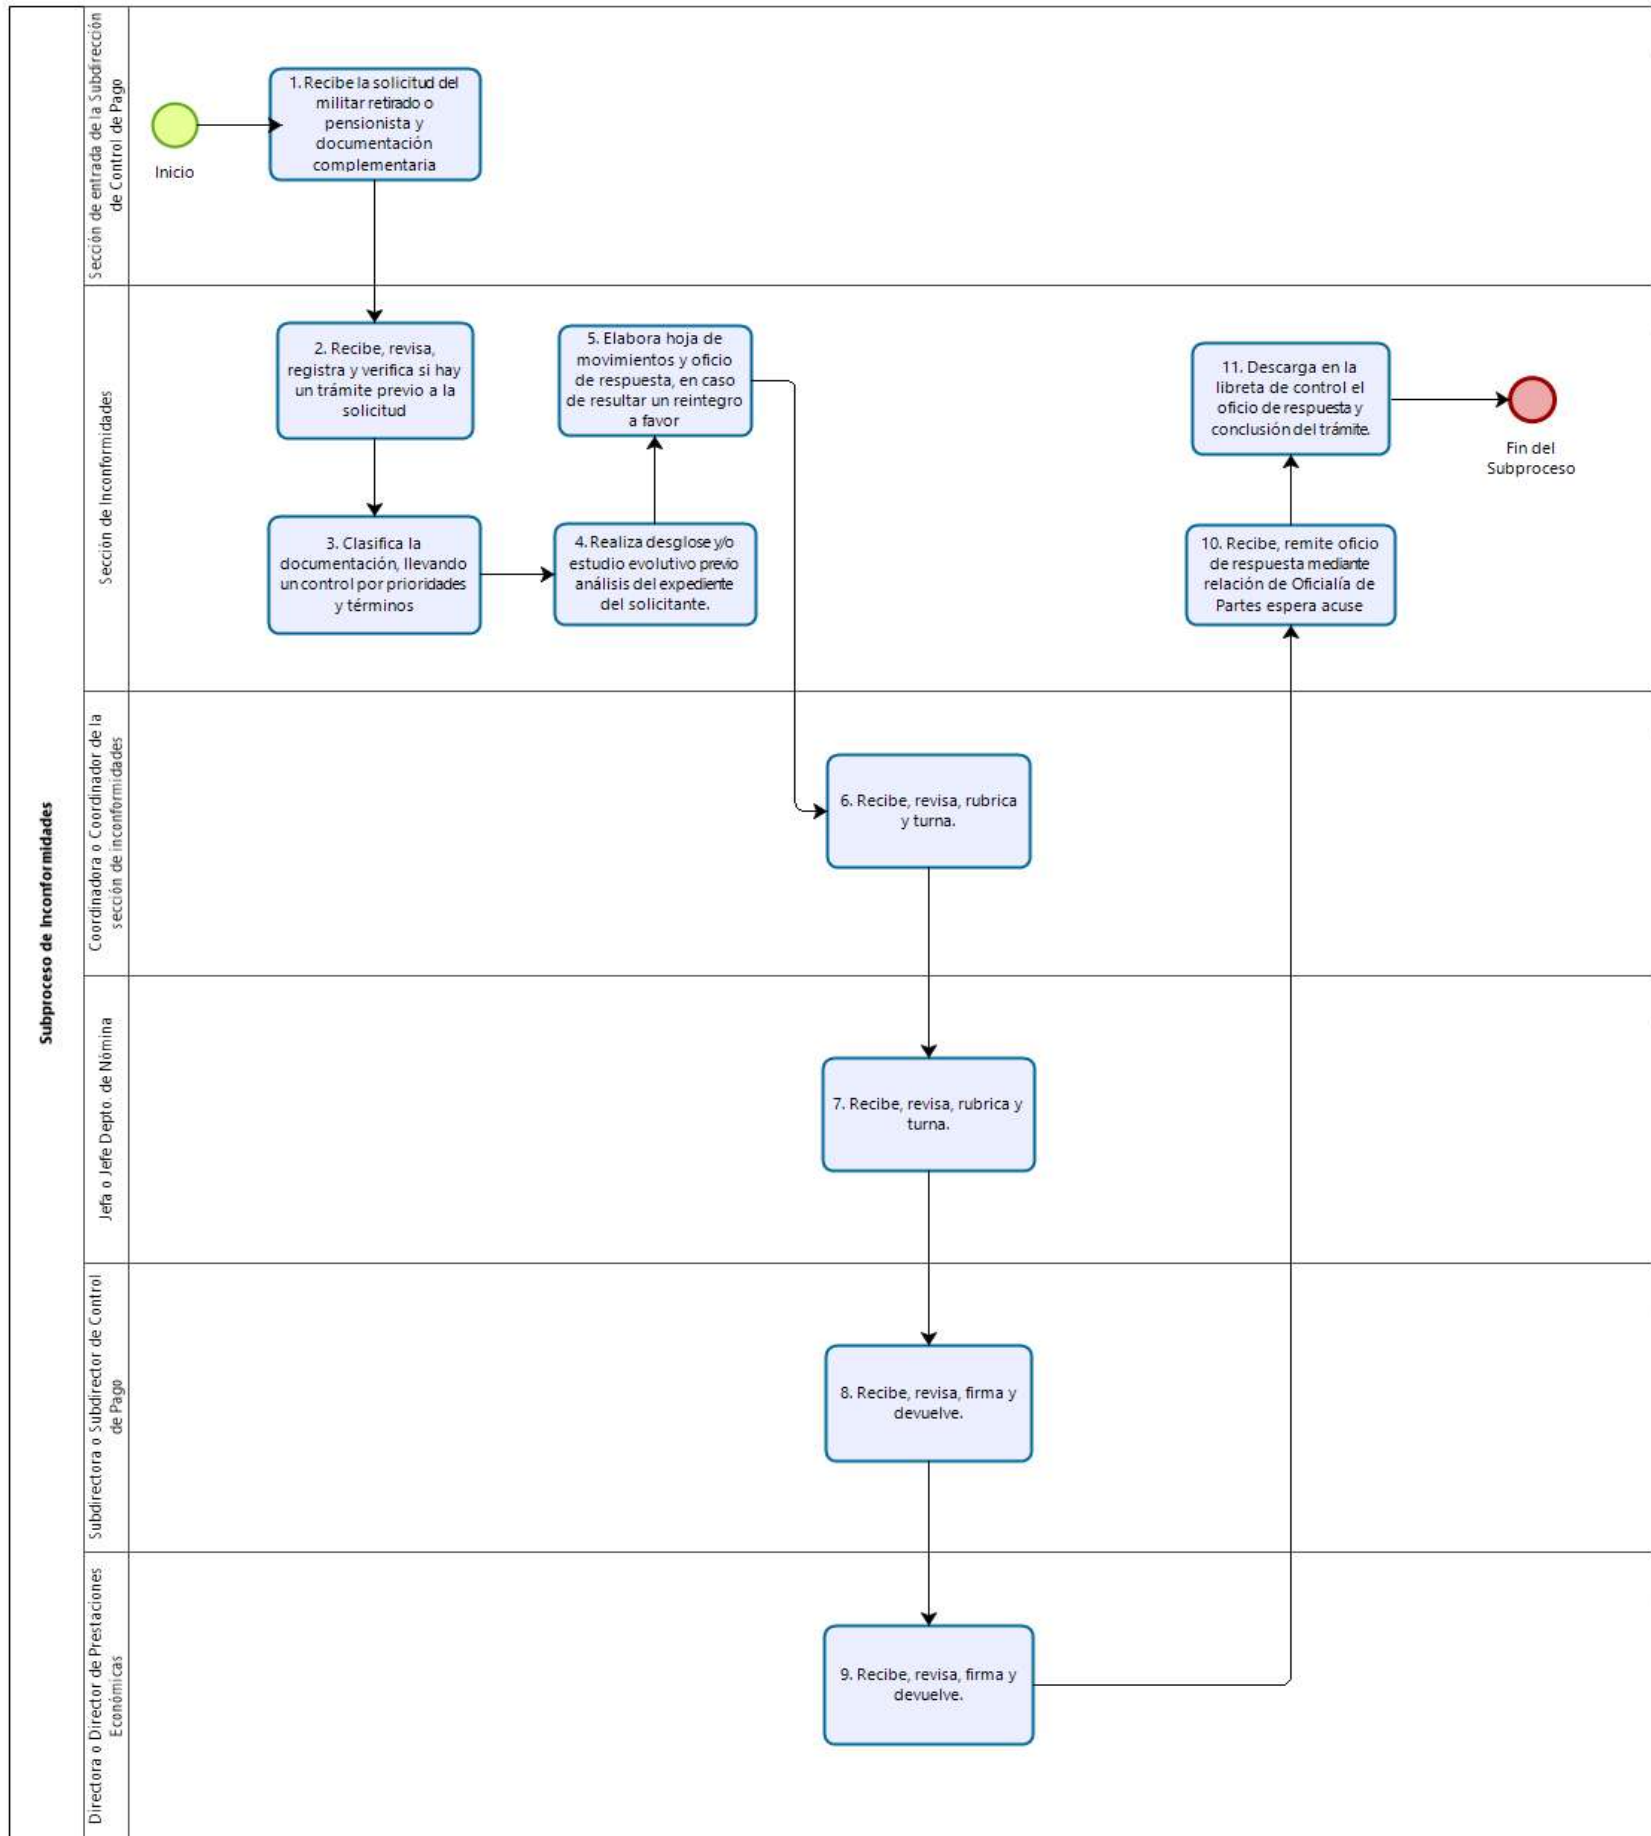 Subproceso de Inconformidades
Sección de entrada de la Subdirección
de Control de Pago
Inicio
1. Recibe la solicitud del
militar retirado o
pensionista y
documentación
complementaria
Sección de Inconformidades
2. Recibe, revisa,
registra y verifica si hay
un trámite previo a la
solicitud
3. Clasifica la
documentación, llevando
un control por prioridades
y términos
4. Realiza desglose y/o
estudio evolutivo previo
análisis del expediente
del solicitante.
5. Elabora hoja de
movimientos y oficio
de respuesta, en caso
de resultar un reintegro
a favor
Coordinadora o Coordinador de la
sección de inconformidades
6. Recibe, revisa, rubrica
y turna.
Jefa o Jefe Depto. de Nómina
7. Recibe, revisa, rubrica y
turna.
Subdirectora o Subdirector de Control
de Pago
8. Recibe, revisa, firma y
devuelve.
Directora o Director de Prestaciones
Económicas
9. Recibe, revisa, firma y
devuelve.
10. Recibe, remite oficio
de respuesta mediante
relación de Oficialía de
Partes espera acuse
11. Descarga en la
libreta de control el
oficio de respuesta y
conclusión del trámite.
Fin del
Subproceso